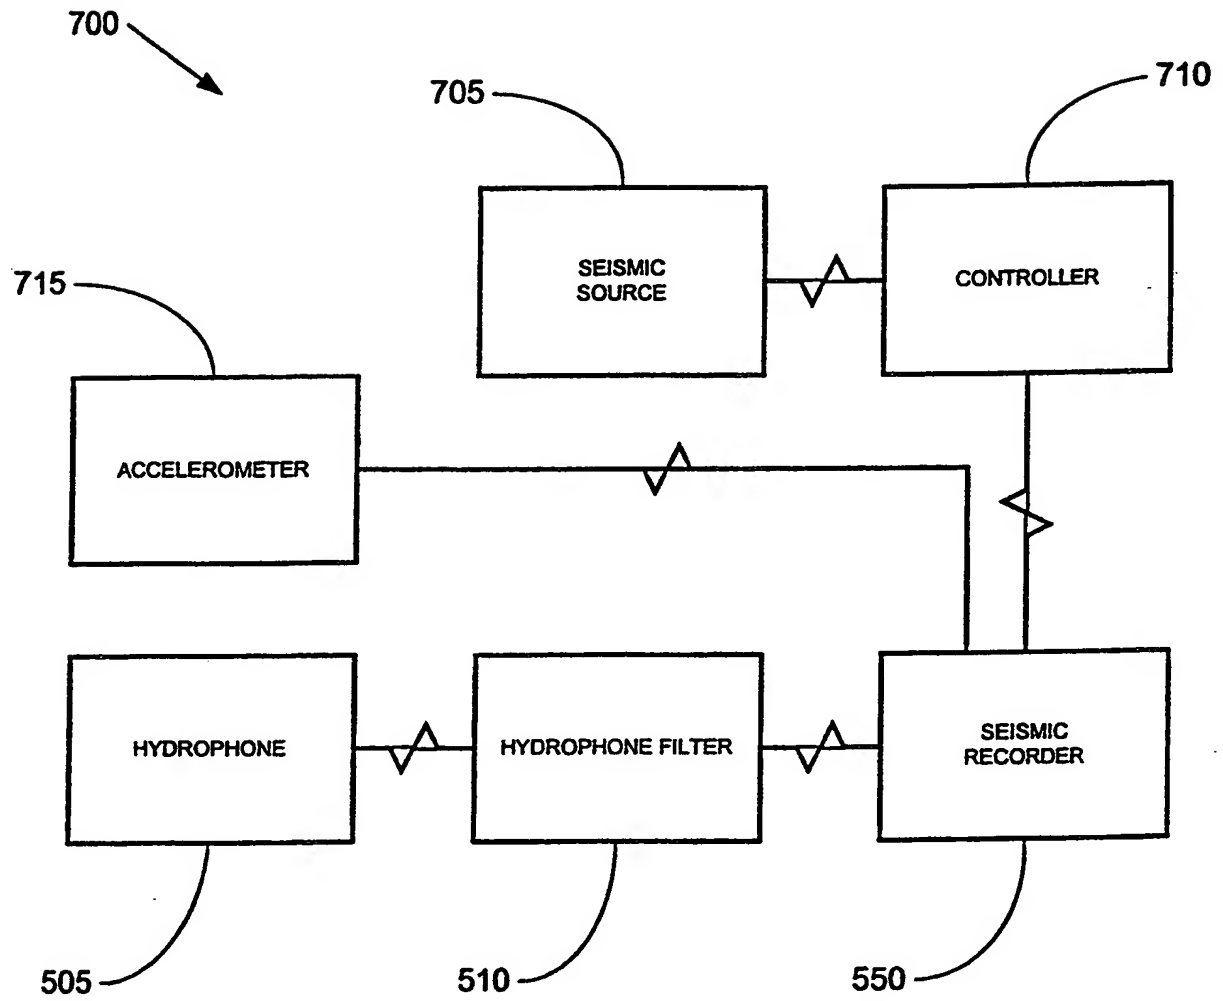 700
705
710
SEISMIC
SOURCE
CONTROLLER
715
ACCELEROMETER
HYDROPHONE
HYDROPHONE FILTER
SEISMIC
RECORDER
505
510
550